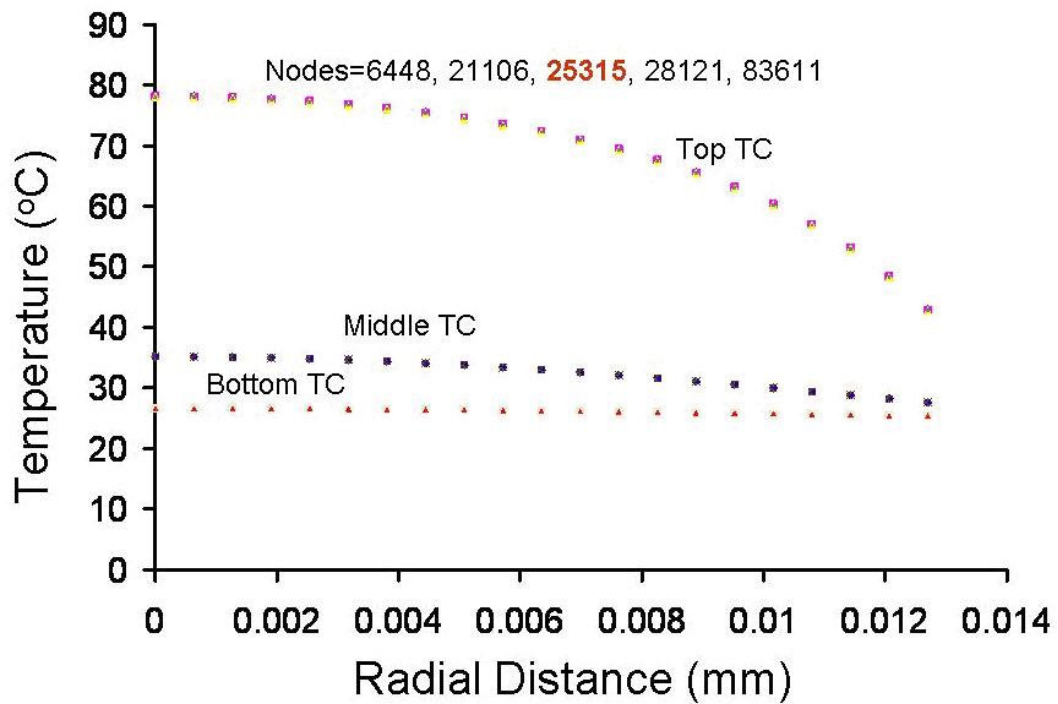 90
Nodes=6448, 21106, 25315, 28121, 83611
80
Top TC
70
60
50
40
Middle TC
30
Bottom TC
20
10
0
Temperature (oC)
0 0.002 0.004 0.006 0.008 0.01 0.012 0.014
Radial Distance (mm)